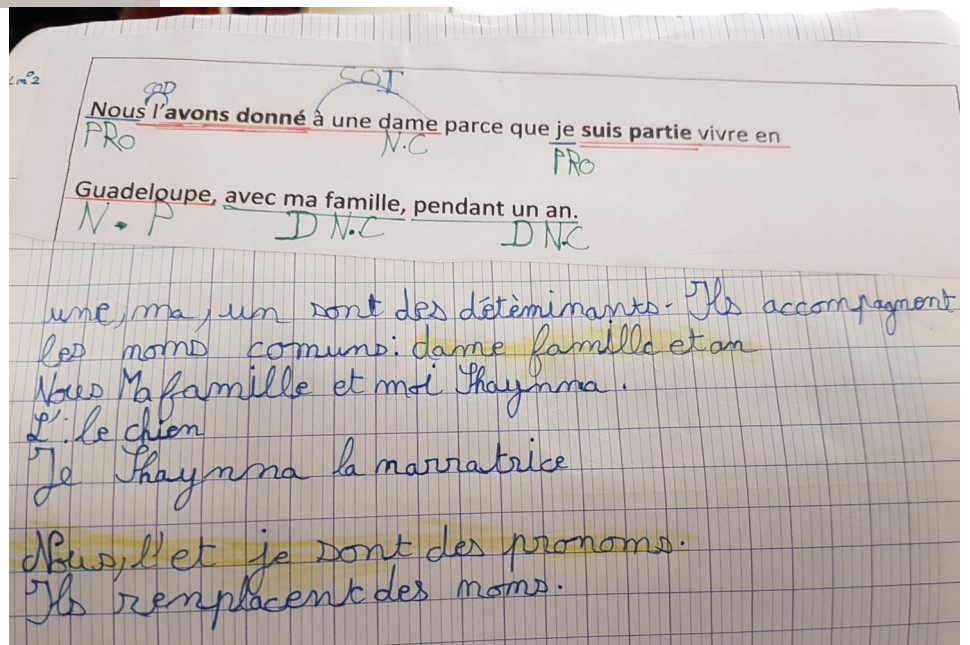 COD COI
Nous l'avons donné à une dame parce que je suis partie vivre en
PRO N.C PRO
Guadeloupe, avec ma famille, pendant un an.
N.P D N.C D N.C
une, ma, un sont des détèminants. Ils accompagnent
les noms comuns: dame famille et an
Nous Ma famille et moi Shaynna.
L': le chien
Je Shaynna la narratrice
Nous, l' et je sont des pronoms.
Ils renplacent des noms.